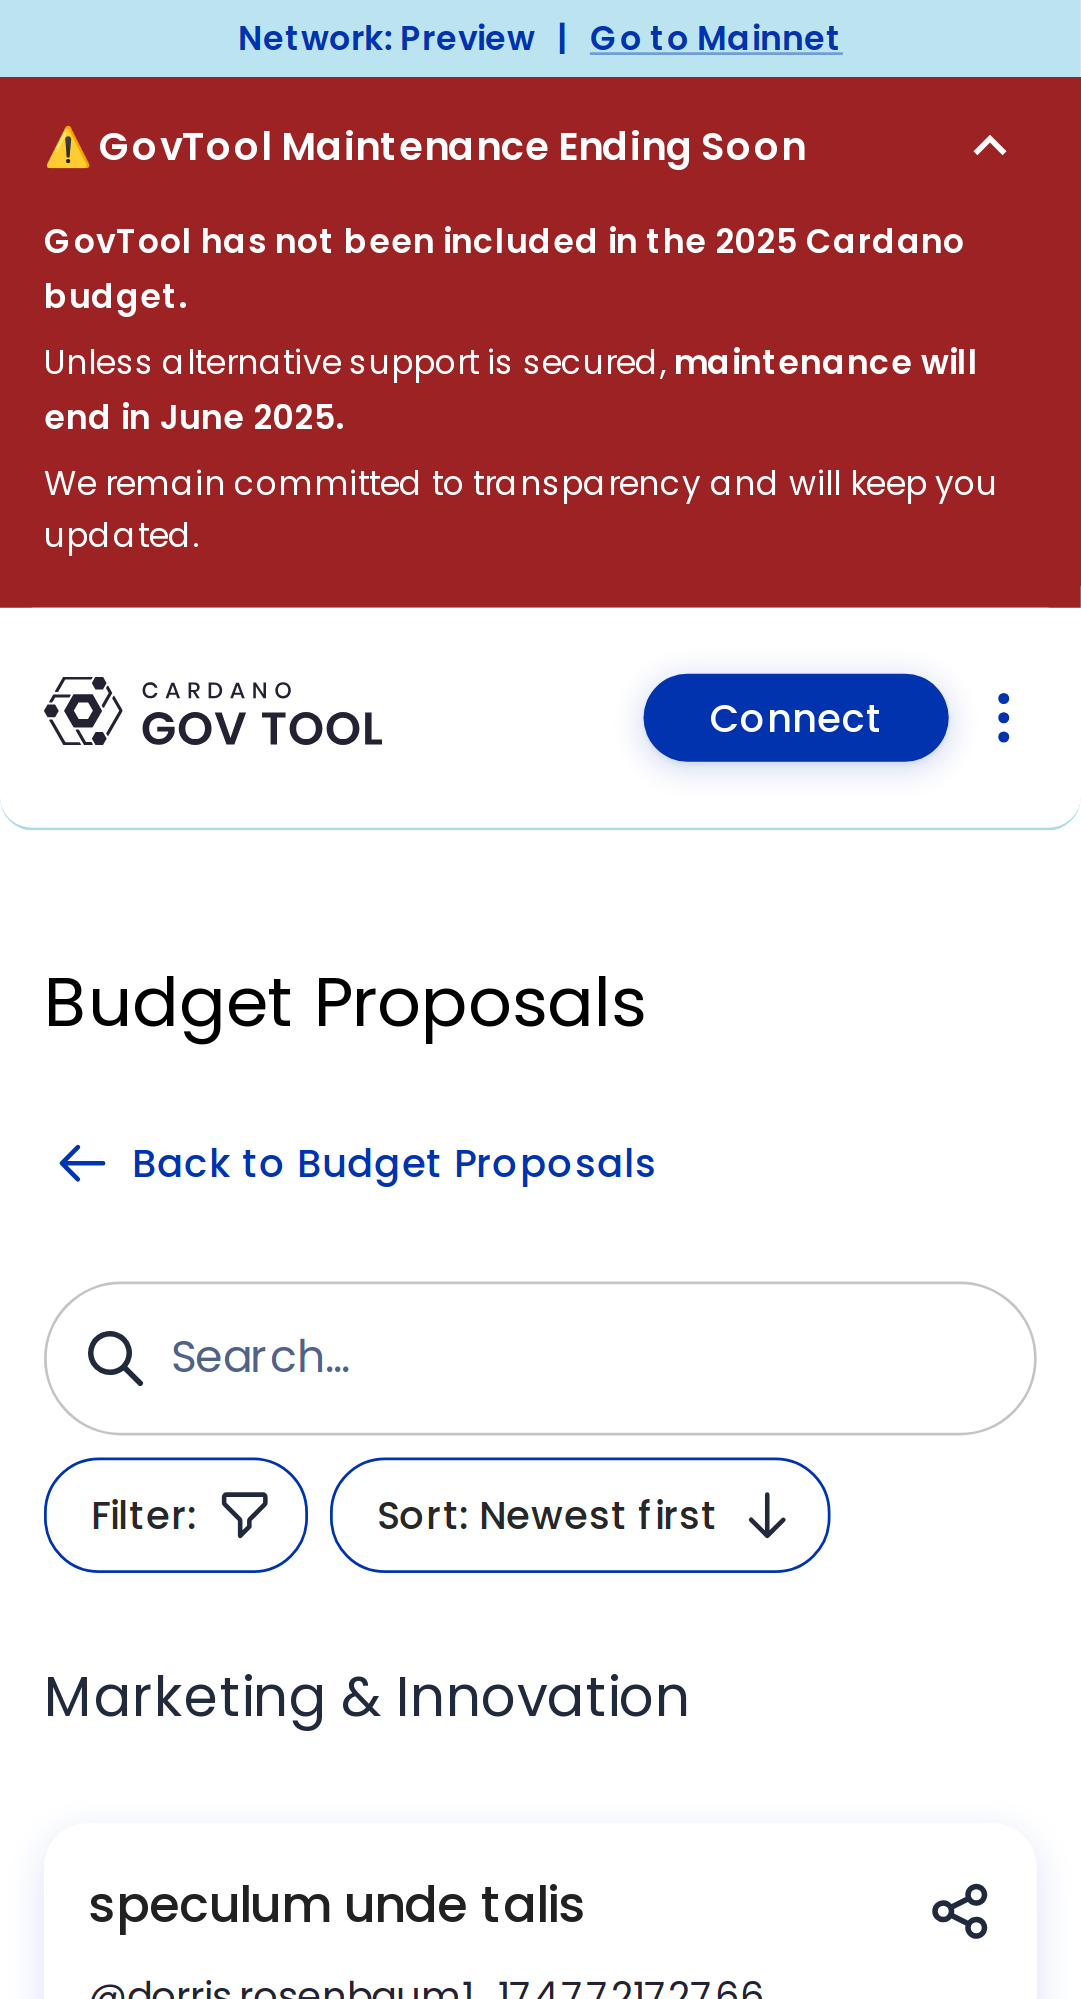 Network: Preview | Go to Mainnet
⚠️ GovTool Maintenance Ending Soon
GovTool has not been included in the 2025 Cardano
budget.
Unless alternative support is secured, maintenance will
end in June 2025.
We remain committed to transparency and will keep you
updated.
CARDANO
GOV TOOL
Connect
Budget Proposals
Back to Budget Proposals
Search...
Filter:
Sort: Newest first
Marketing & Innovation
speculum unde talis
@dorris.rosenbaum1_174772172766